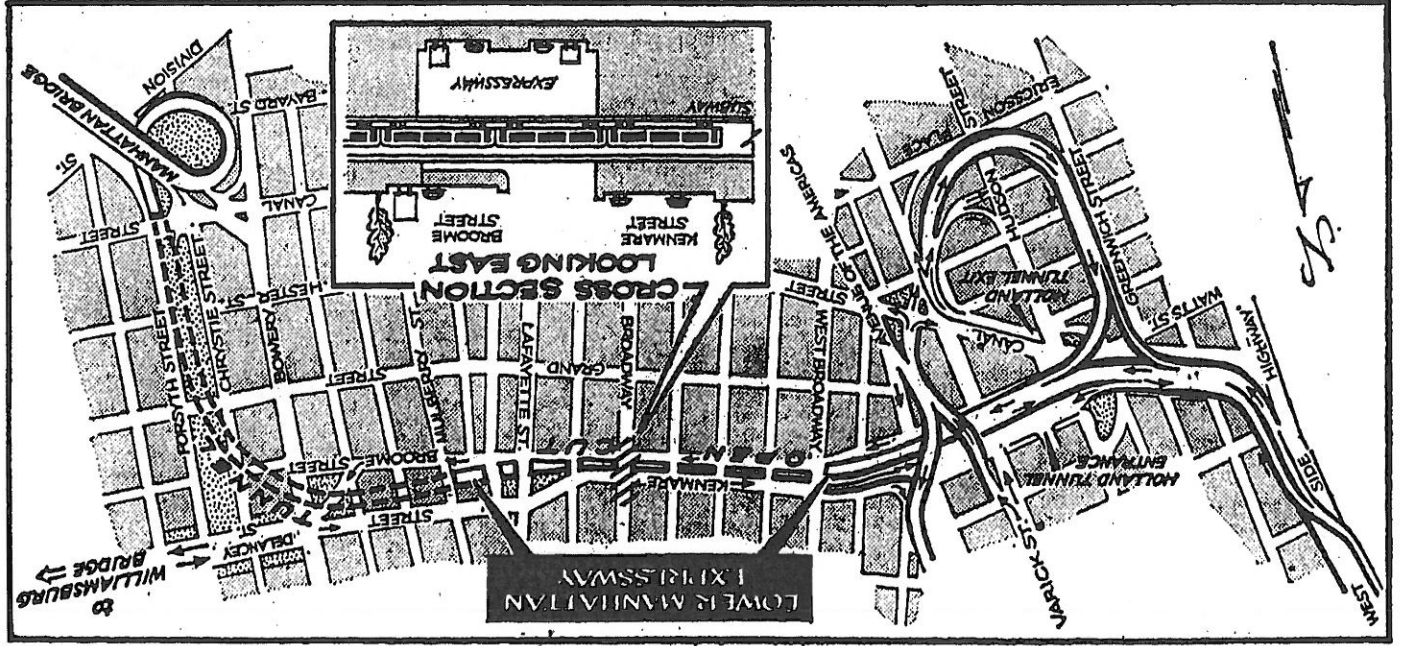 WEST
SIDE
HIGHWAY
VARICK ST.
HOLLAND TUNNEL
ENTRANCE
WATTS ST.
GREENWICH STREET
CANAL
HOLLAND
TUNNEL EXIT
HUDSON
STREET
ERICSSON
PLACE
AVENUE OF THE AMERICAS
LOWER MANHATTAN
EXPRESSWAY
to
WILLIAMSBURG
BRIDGE
DELANCEY
ST.
KENMARE
STREET
OPEN
CUT
TUNNEL
BROOME STREET
WEST BROADWAY
STREET
BROADWAY
GRAND
STREET
LAFAYETTE ST.
MULBERRY ST.
BOWERY
CHRYSTIE STREET
FORSYTH STREET
HESTER ST.
CANAL
STREET
BAYARD ST.
DIVISION
ST.
MANHATTAN BRIDGE
CROSS SECTION
LOOKING EAST
KENMARE
STREET
BROOME
STREET
SUBWAY
EXPRESSWAY